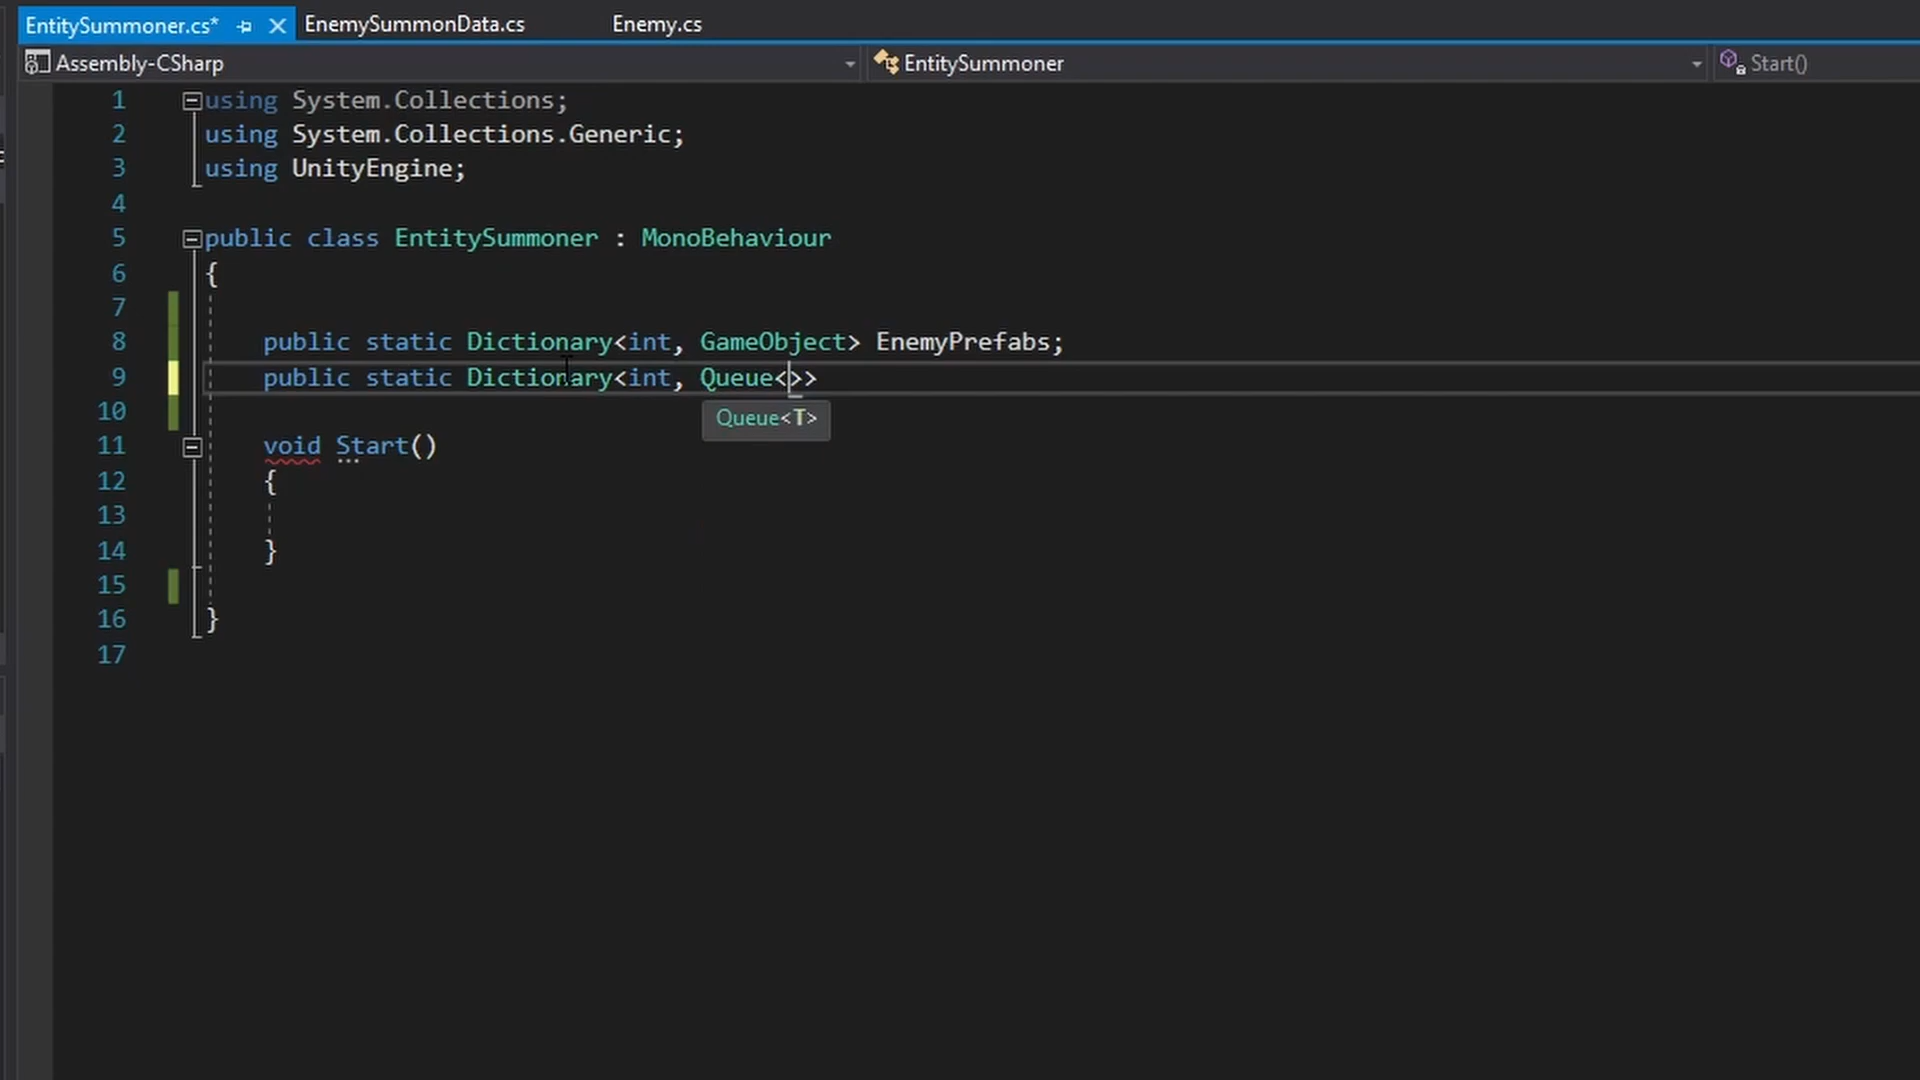 EntitySummoner.cs* EnemySummonData.cs Enemy.cs
Assembly-CSharp EntitySummoner Start()
1 using System.Collections;
2 using System.Collections.Generic;
3 using UnityEngine;
4
5 public class EntitySummoner : MonoBehaviour
6 {
7
8 public static Dictionary<int, GameObject> EnemyPrefabs;
9 public static Dictionary<int, Queue<>>
10
Queue<T>
11 void Start()
12 {
13
14 }
15
16 }
17